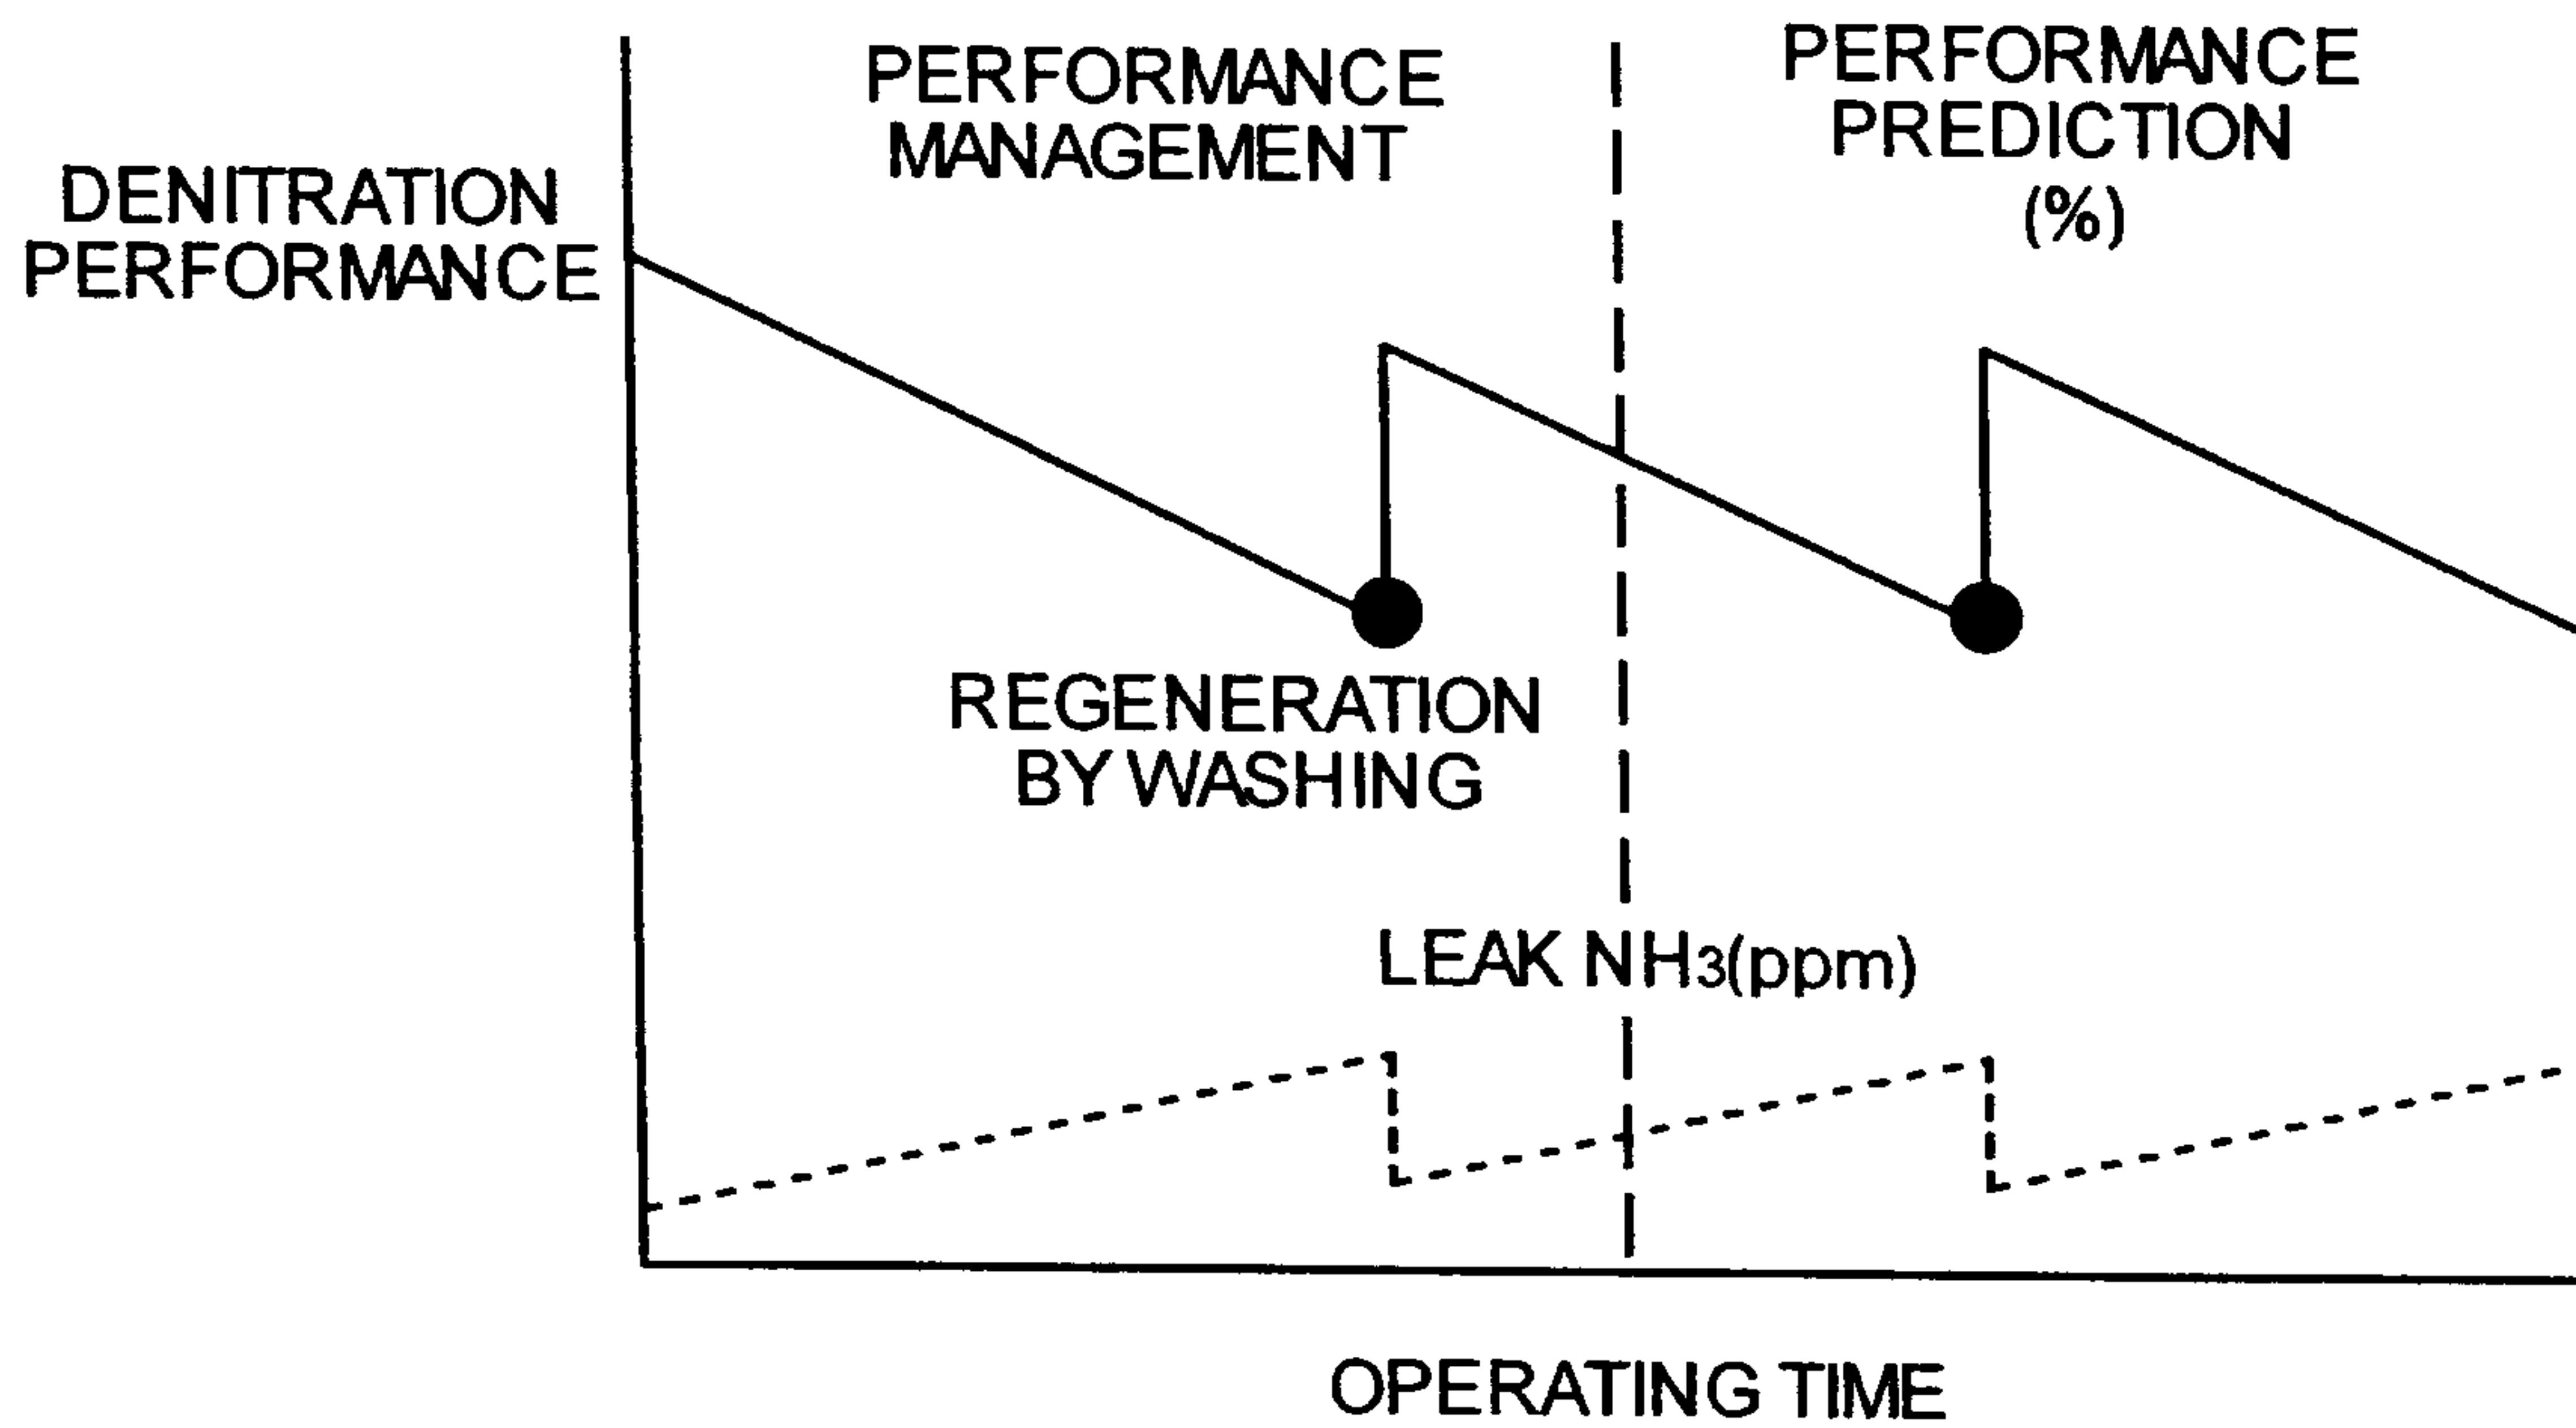 PERFORMANCE
MANAGEMENT
PERFORMANCE
PREDICTION
(%)
DENITRATION
PERFORMANCE
REGENERATION
BY WASHING
LEAK NH3(ppm)
OPERATING TIME